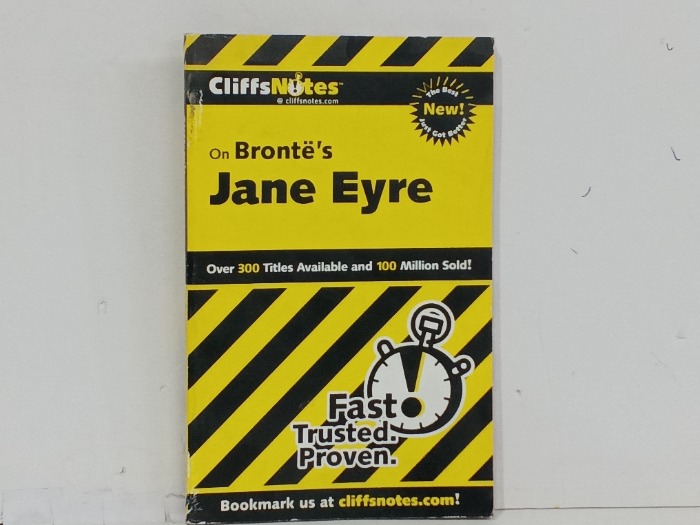 CliffsNotes™
@ cliffsnotes.com
The Best
New!
Just Got Better
On Brontë's
Jane Eyre
Over 300 Titles Available and 100 Million Sold!
Fast.
Trusted.
Proven.
Bookmark us at cliffsnotes.com!